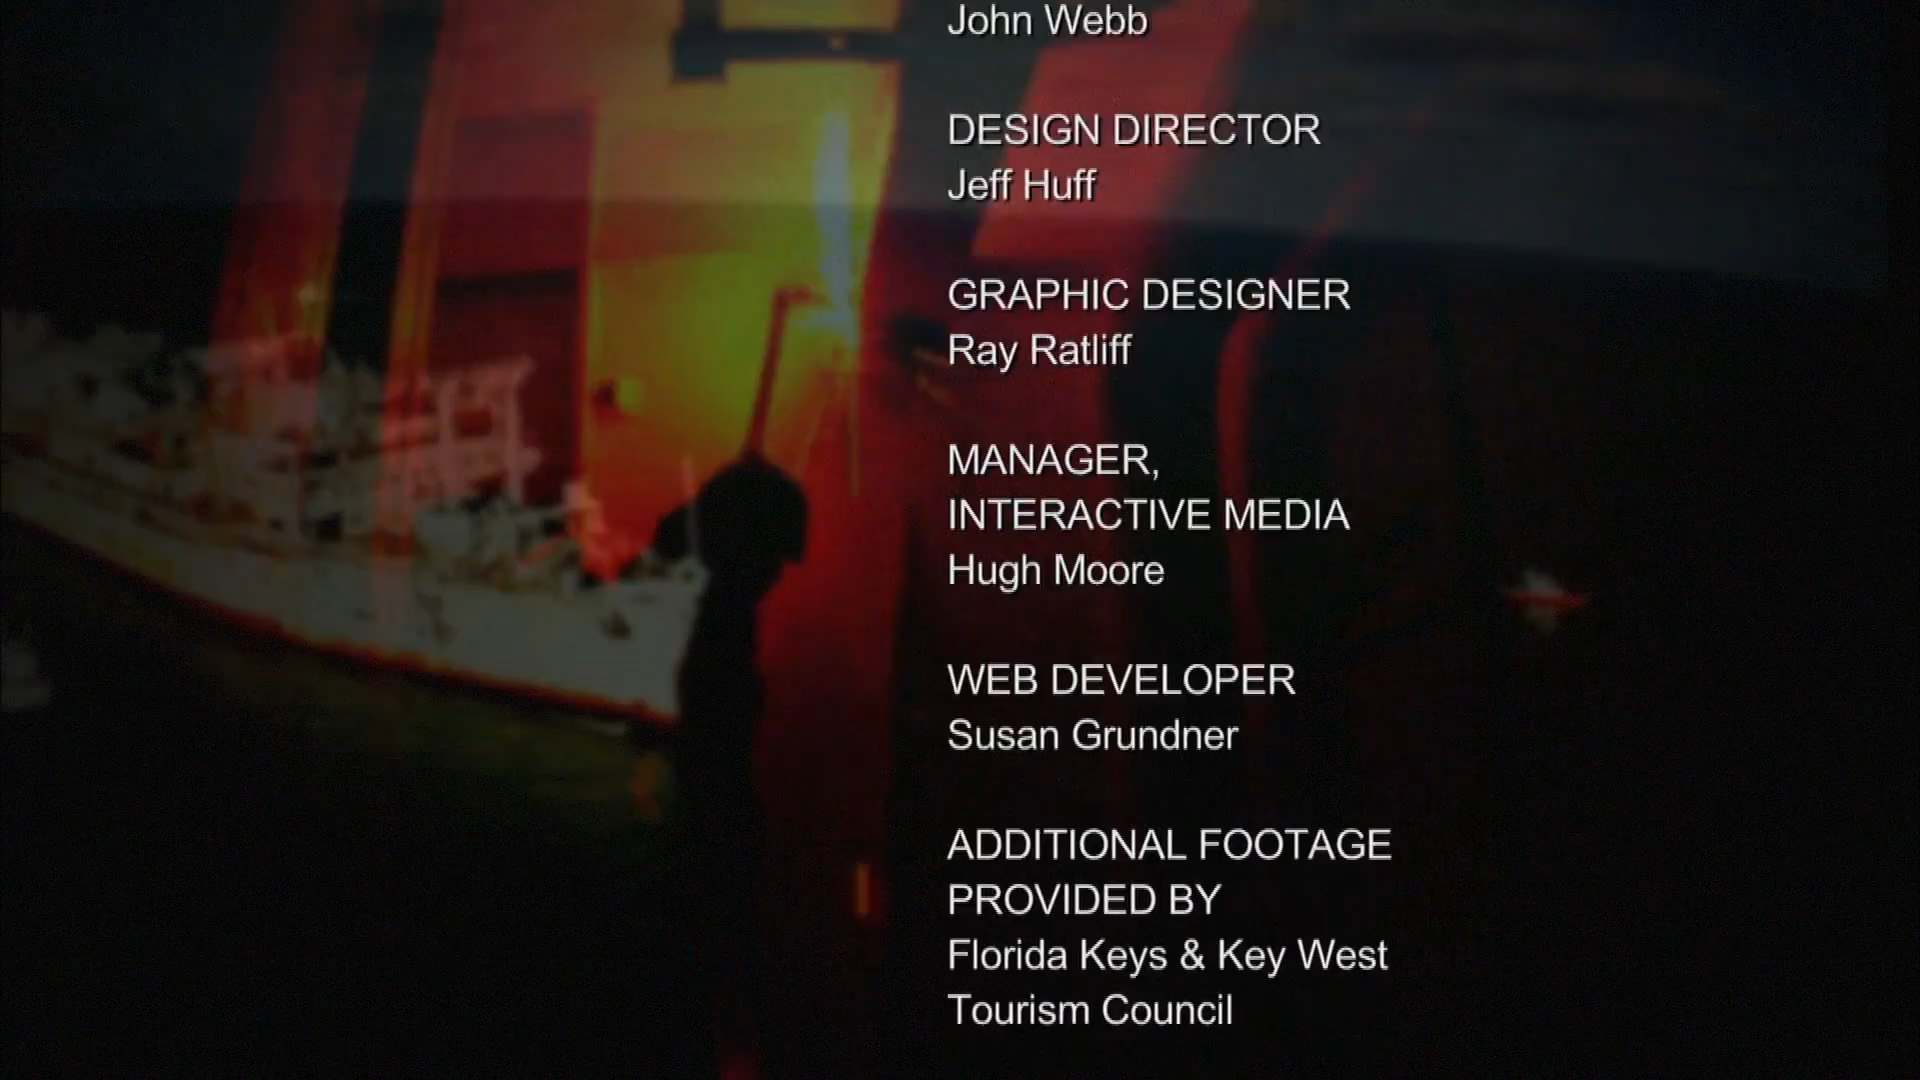 John Webb
DESIGN DIRECTOR
Jeff Huff
GRAPHIC DESIGNER
Ray Ratliff
MANAGER,
INTERACTIVE MEDIA
Hugh Moore
WEB DEVELOPER
Susan Grundner
ADDITIONAL FOOTAGE
PROVIDED BY
Florida Keys & Key West
Tourism Council